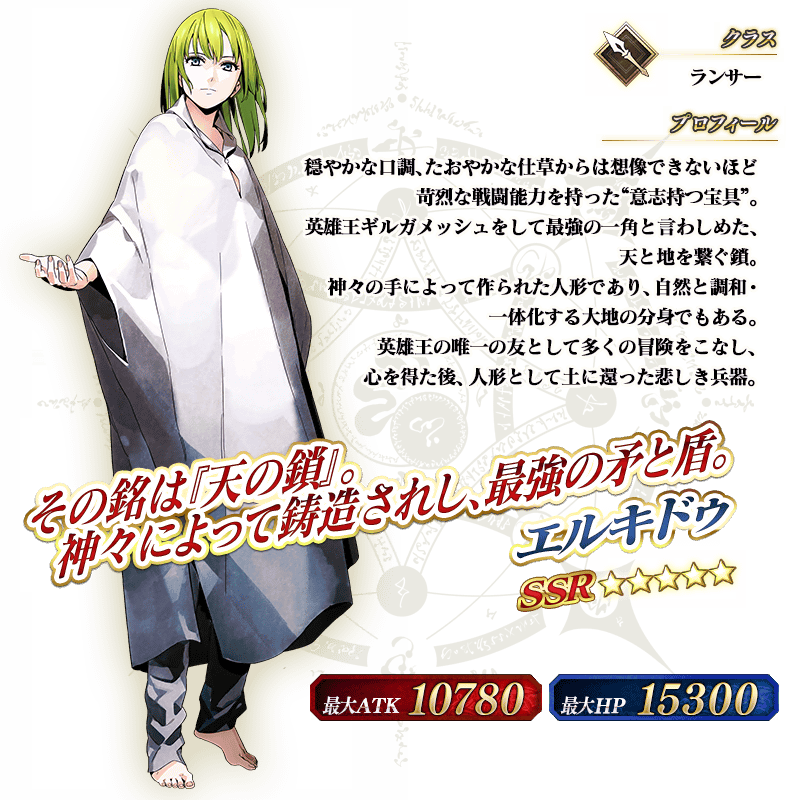 クラス
ランサー
プロフィール
穏やかな口調、たおやかな仕草からは想像できないほど
苛烈な戦闘能力を持った“意志持つ宝具”。
英雄王ギルガメッシュをして最強の一角と言わしめた、
天と地を繋ぐ鎖。
神々の手によって作られた人形であり、自然と調和・
一体化する大地の分身でもある。
英雄王の唯一の友として多くの冒険をこなし、
心を得た後、人形として土に還った悲しき兵器。
その銘は『天の鎖』。
神々によって鋳造されし、最強の矛と盾。
エルキドゥ
SSR☆☆☆☆☆
最大ATK 10780
最大HP 15300